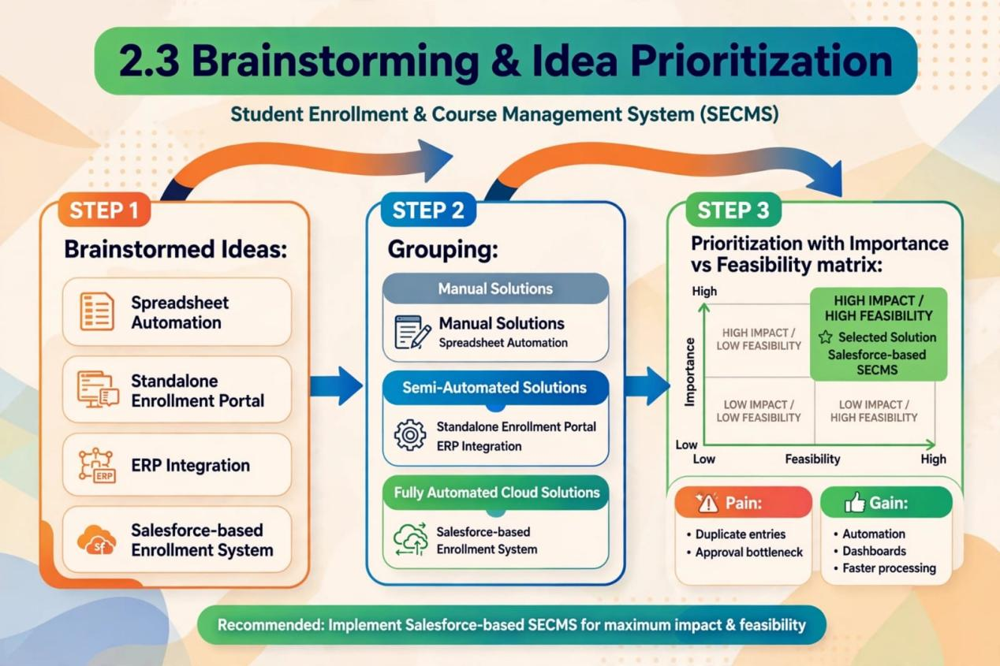 2.3 Brainstorming & Idea Prioritization
Student Enrollment & Course Management System (SECMS)
STEP 1
Brainstormed Ideas:
Spreadsheet
Automation
Standalone
Enrollment Portal
ERP
ERP Integration
sf
Salesforce-based
Enrollment System
STEP 2
Grouping:
Manual Solutions
Manual Solutions
Spreadsheet Automation
Semi-Automated Solutions
Standalone Enrollment Portal
ERP Integration
Fully Automated Cloud Solutions
Salesforce-based
Enrollment System
STEP 3
Prioritization with Importance
vs Feasibility matrix:
High
Importance
HIGH IMPACT /
LOW FEASIBILITY
HIGH IMPACT /
HIGH FEASIBILITY
Selected Solution
Salesforce-based
SECMS
LOW IMPACT /
LOW FEASIBILITY
LOW IMPACT /
HIGH FEASIBILITY
Low
Low
Feasibility
High
Pain:
• Duplicate entries
• Approval bottleneck
Gain:
• Automation
• Dashboards
• Faster processing
Recommended: Implement Salesforce-based SECMS for maximum impact & feasibility